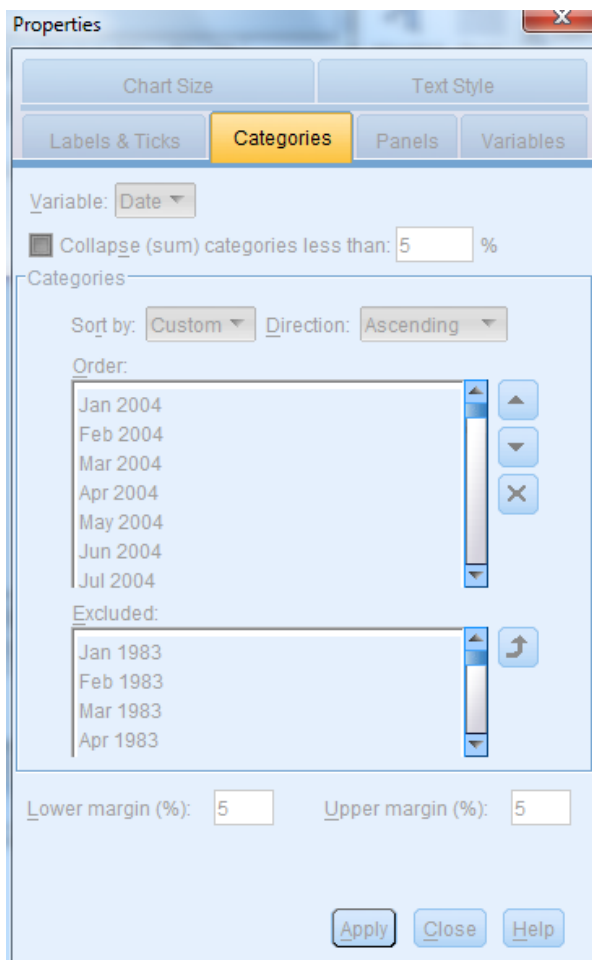 Properties
Chart Size Text Style
Labels & Ticks Categories Panels Variables
Variable: Date
Collapse (sum) categories less than: 5 %
Categories
Sort by: Custom Direction: Ascending
Order:
Jan 2004
Feb 2004
Mar 2004
Apr 2004
May 2004
Jun 2004
Jul 2004
Excluded:
Jan 1983
Feb 1983
Mar 1983
Apr 1983
Lower margin (%): 5 Upper margin (%): 5
Apply Close Help